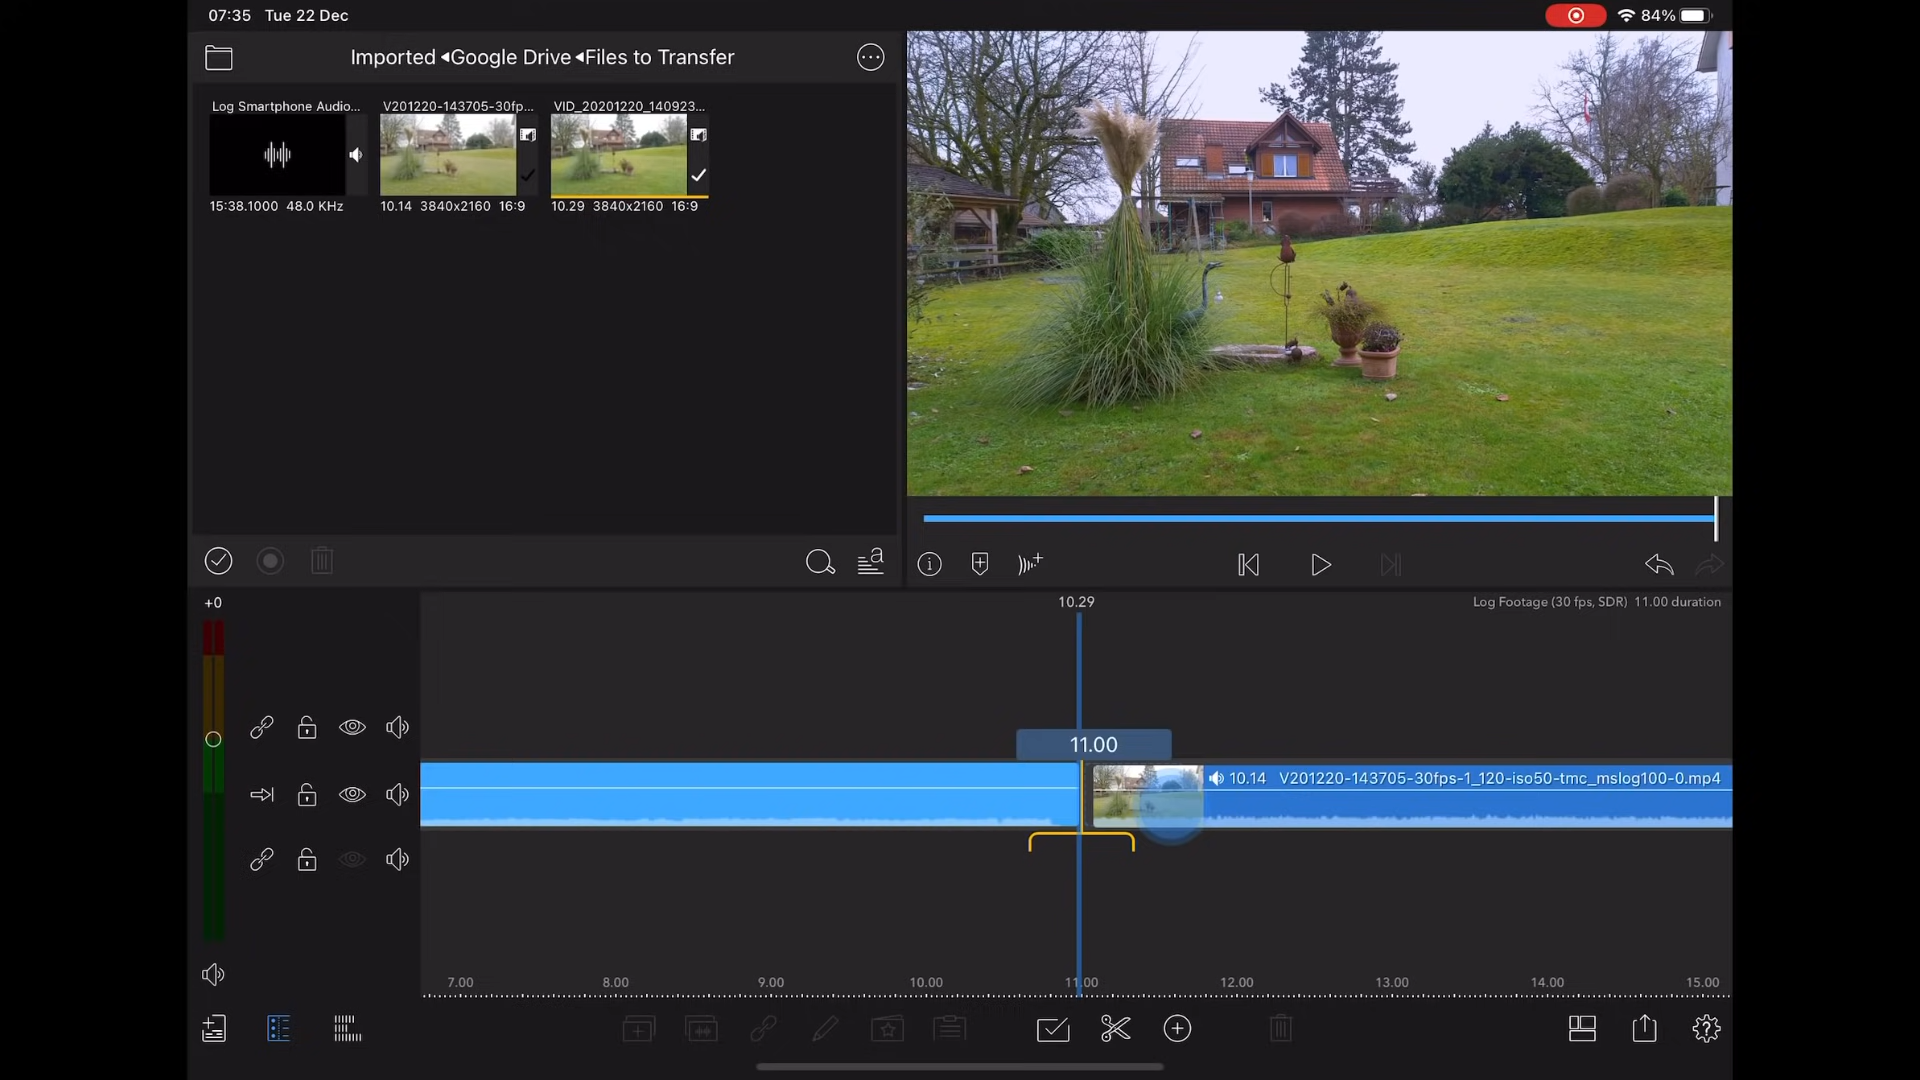 07:35 Tue 22 Dec
84%
Imported ◂Google Drive ◂Files to Transfer
Log Smartphone Audio...
V201220-143705-30fp...
VID_20201220_140923...
15:38.1000 48.0 KHz
10.14 3840x2160 16:9
10.29 3840x2160 16:9
a
+0
10.29
Log Footage (30 fps, SDR) 11.00 duration
11.00
10.14 V201220-143705-30fps-1_120-iso50-tmc_mslog100-0.mp4
7.00 8.00 9.00 10.00 11.00 12.00 13.00 14.00 15.00
?